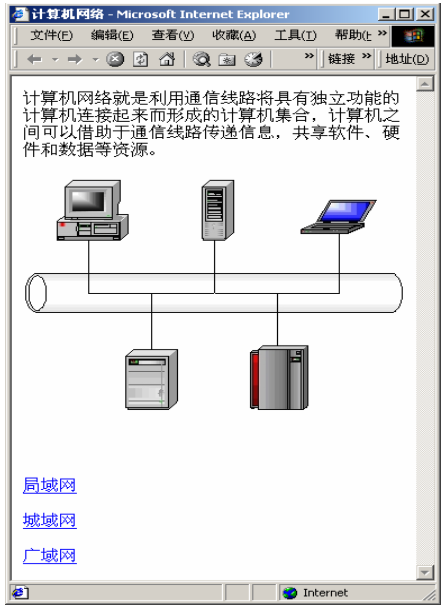 计算机网络 - Microsoft Internet Explorer
文件(F) 编辑(E) 查看(V) 收藏(A) 工具(T) 帮助(H »
» 链接 » 地址(D)
计算机网络就是利用通信线路将具有独立功能的
计算机连接起来而形成的计算机集合，计算机之
间可以借助于通信线路传递信息，共享软件、硬
件和数据等资源。
局域网
城域网
广域网
Internet